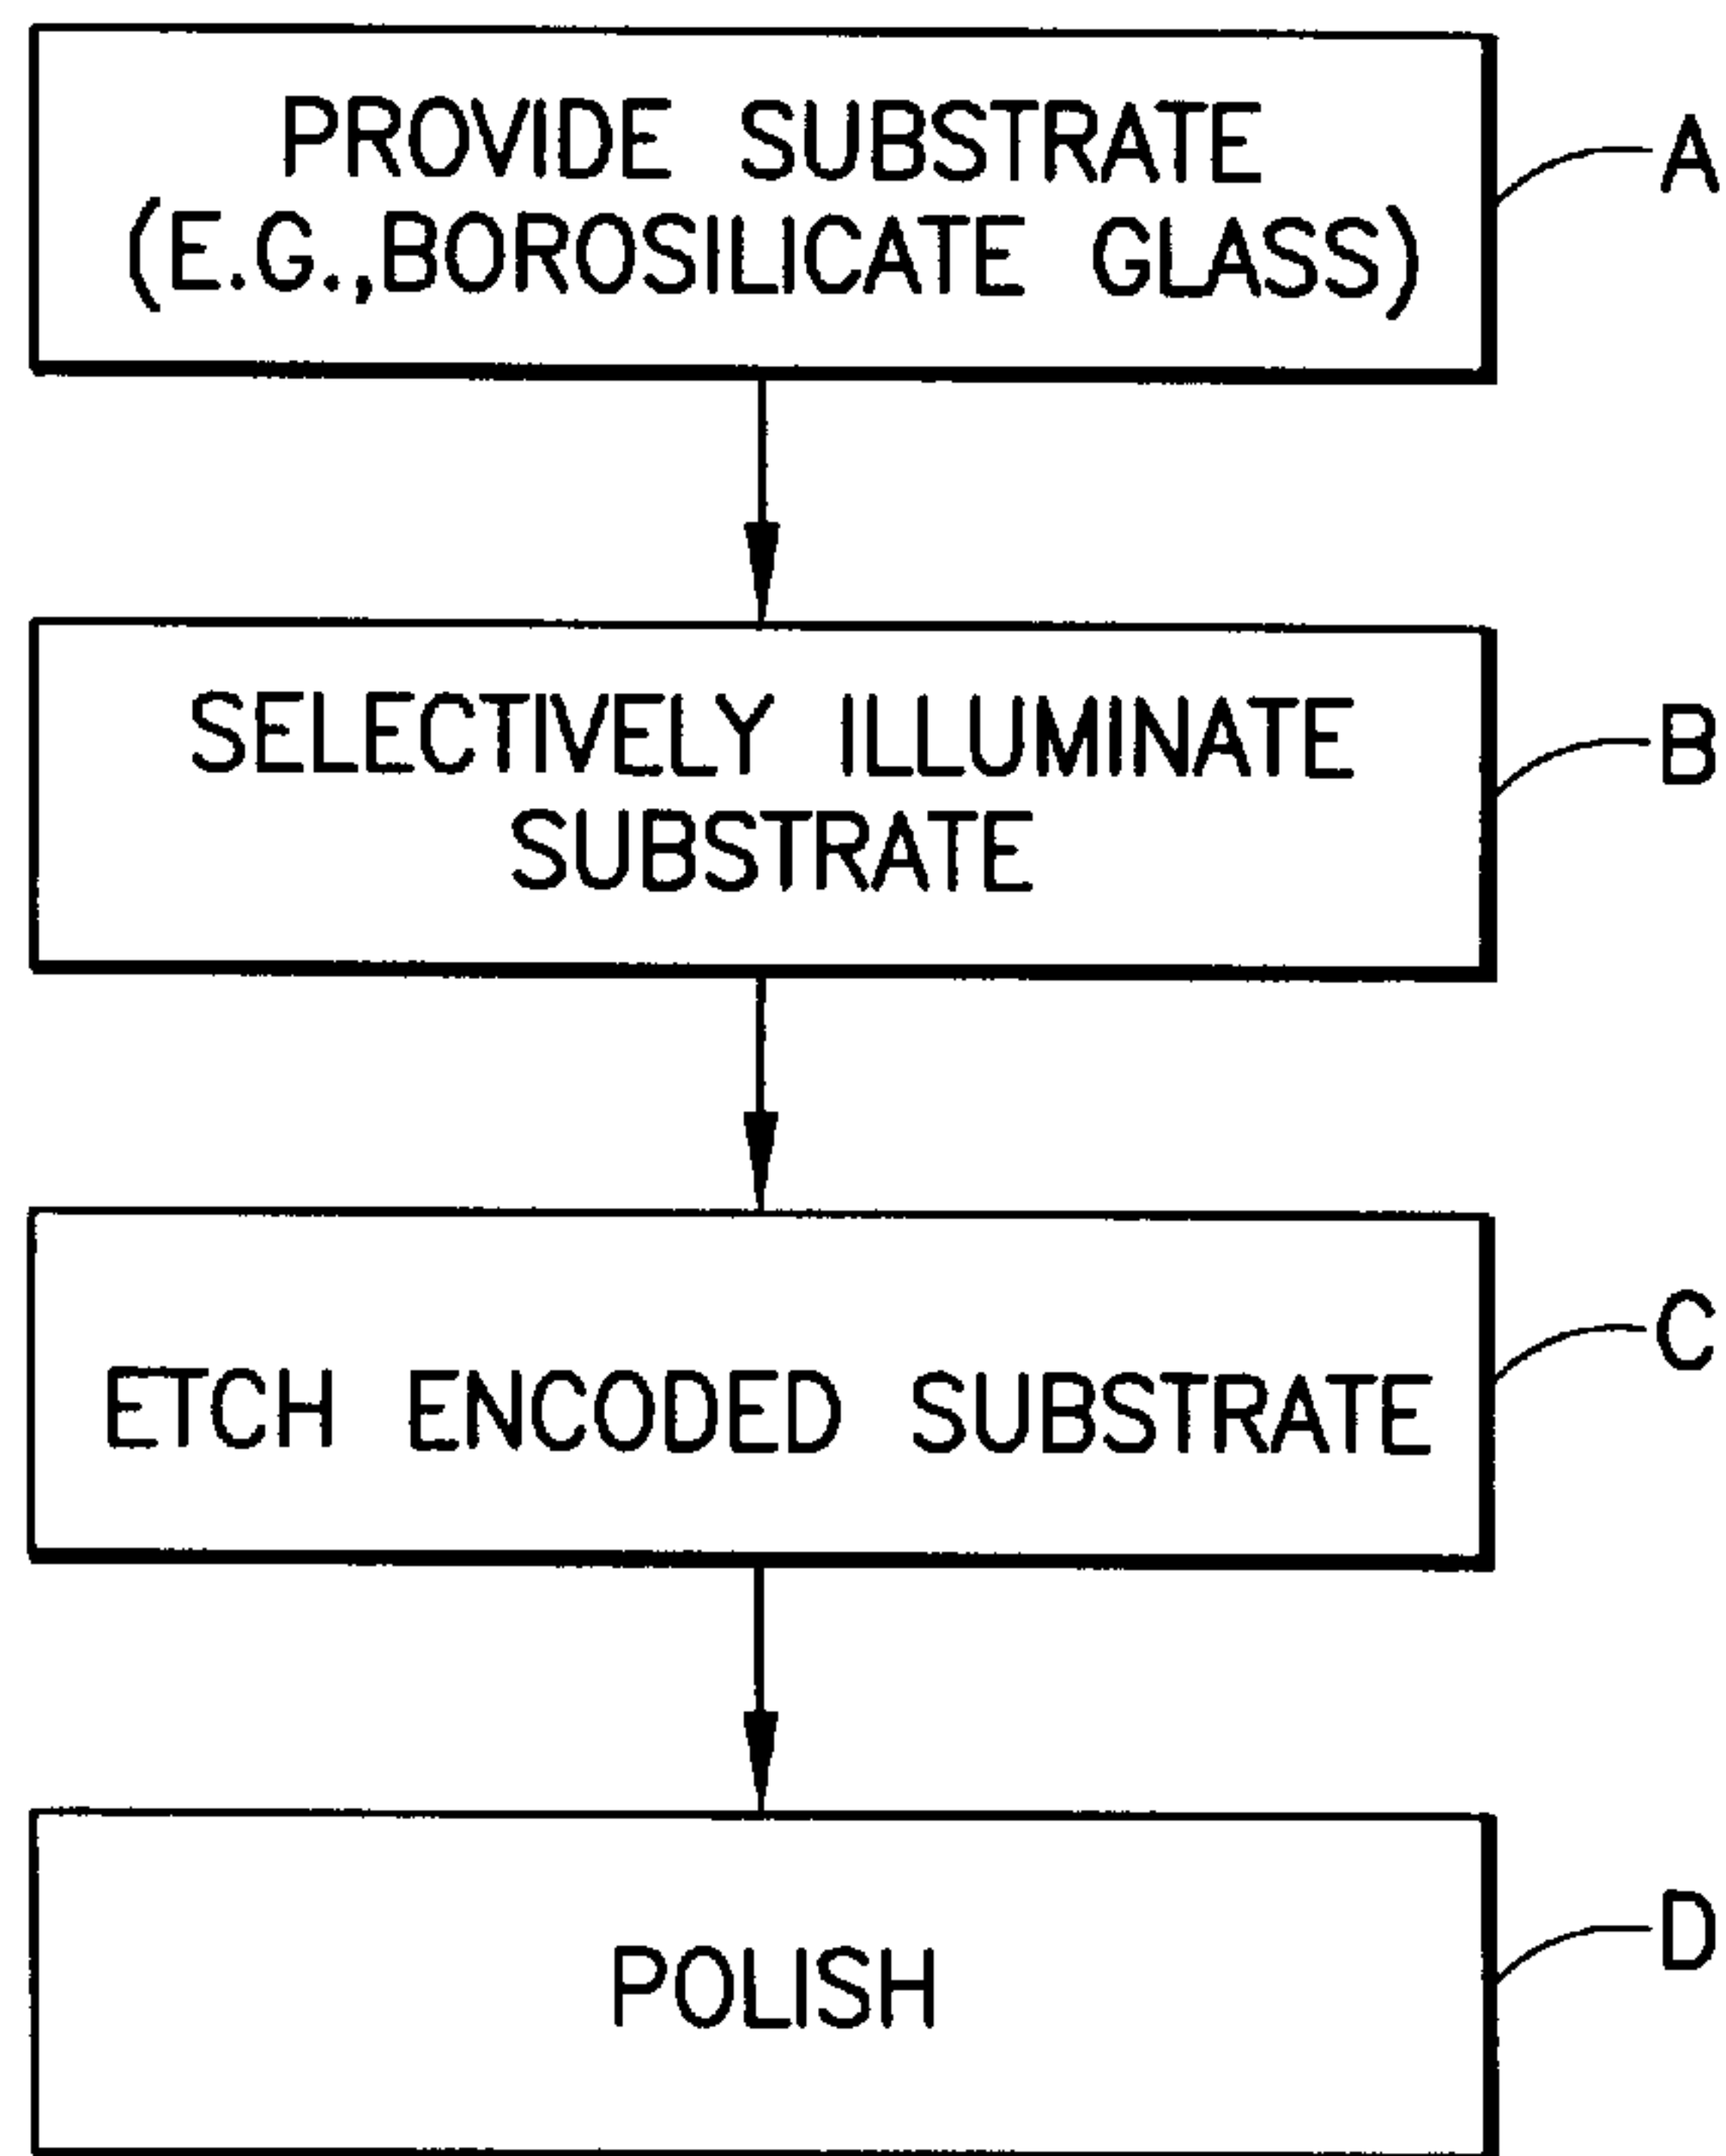 PROVIDE SUBSTRATE
(E.G.,BOROSILICATE GLASS)
A
SELECTIVELY ILLUMINATE
SUBSTRATE
B
ETCH ENCODED SUBSTRATE
C
POLISH
D